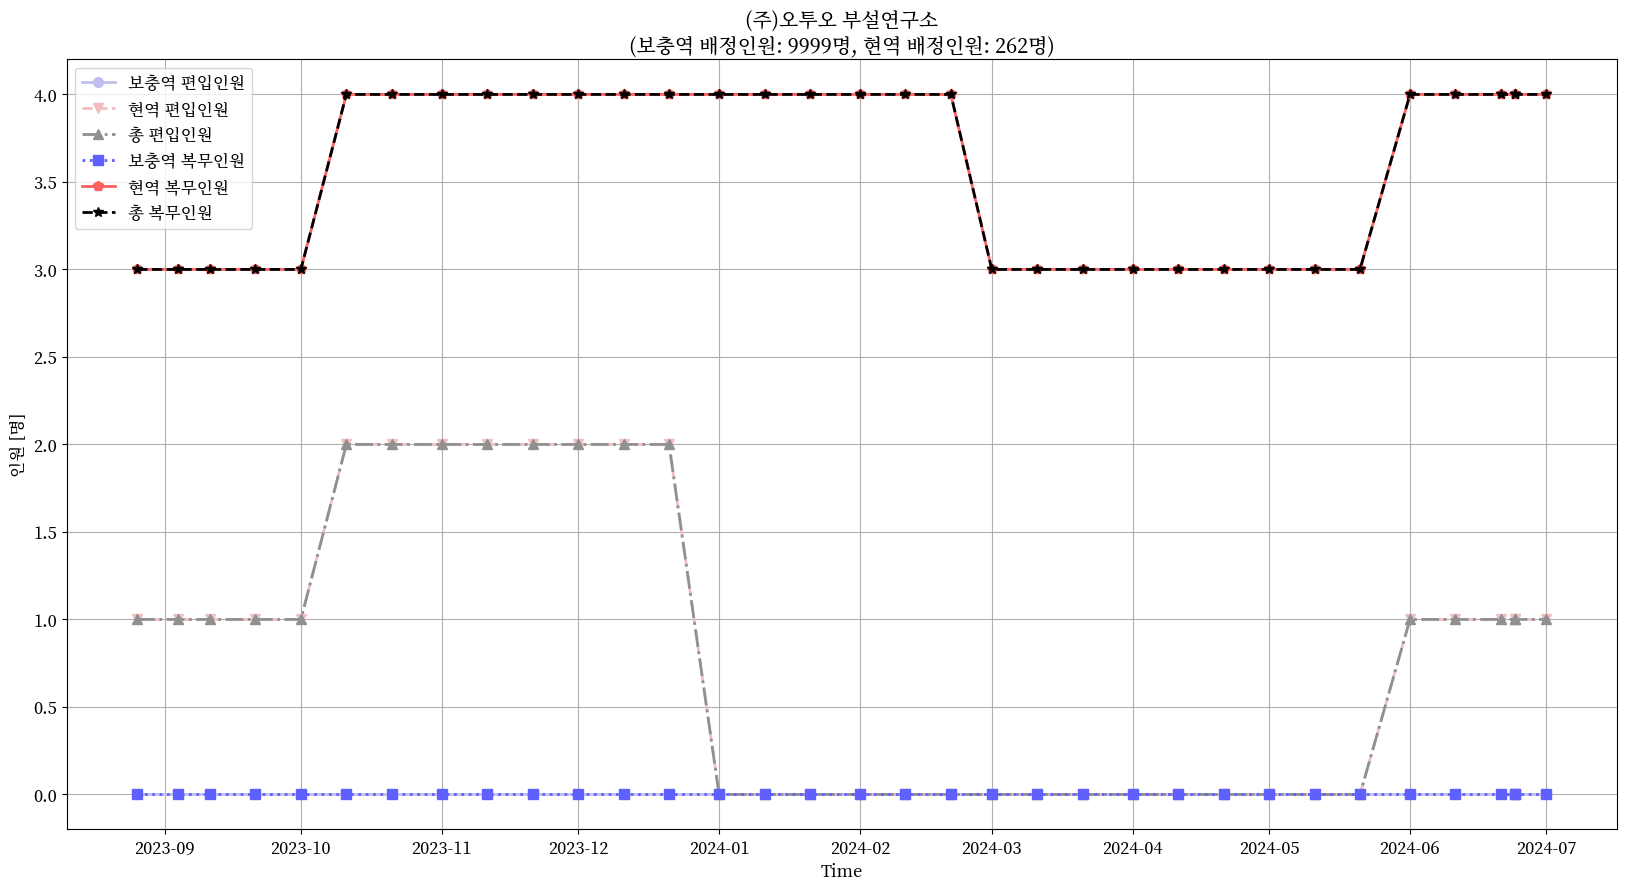 (주)오투오 부설연구소
(보충역 배정인원: 9999명, 현역 배정인원: 262명)
보충역 편입인원
현역 편입인원
총 편입인원
보충역 복무인원
현역 복무인원
총 복무인원
4.0
3.5
3.0
2.5
2.0
1.5
1.0
0.5
0.0
인원 [명]
2023-09 2023-10 2023-11 2023-12 2024-01 2024-02 2024-03 2024-04 2024-05 2024-06 2024-07
Time